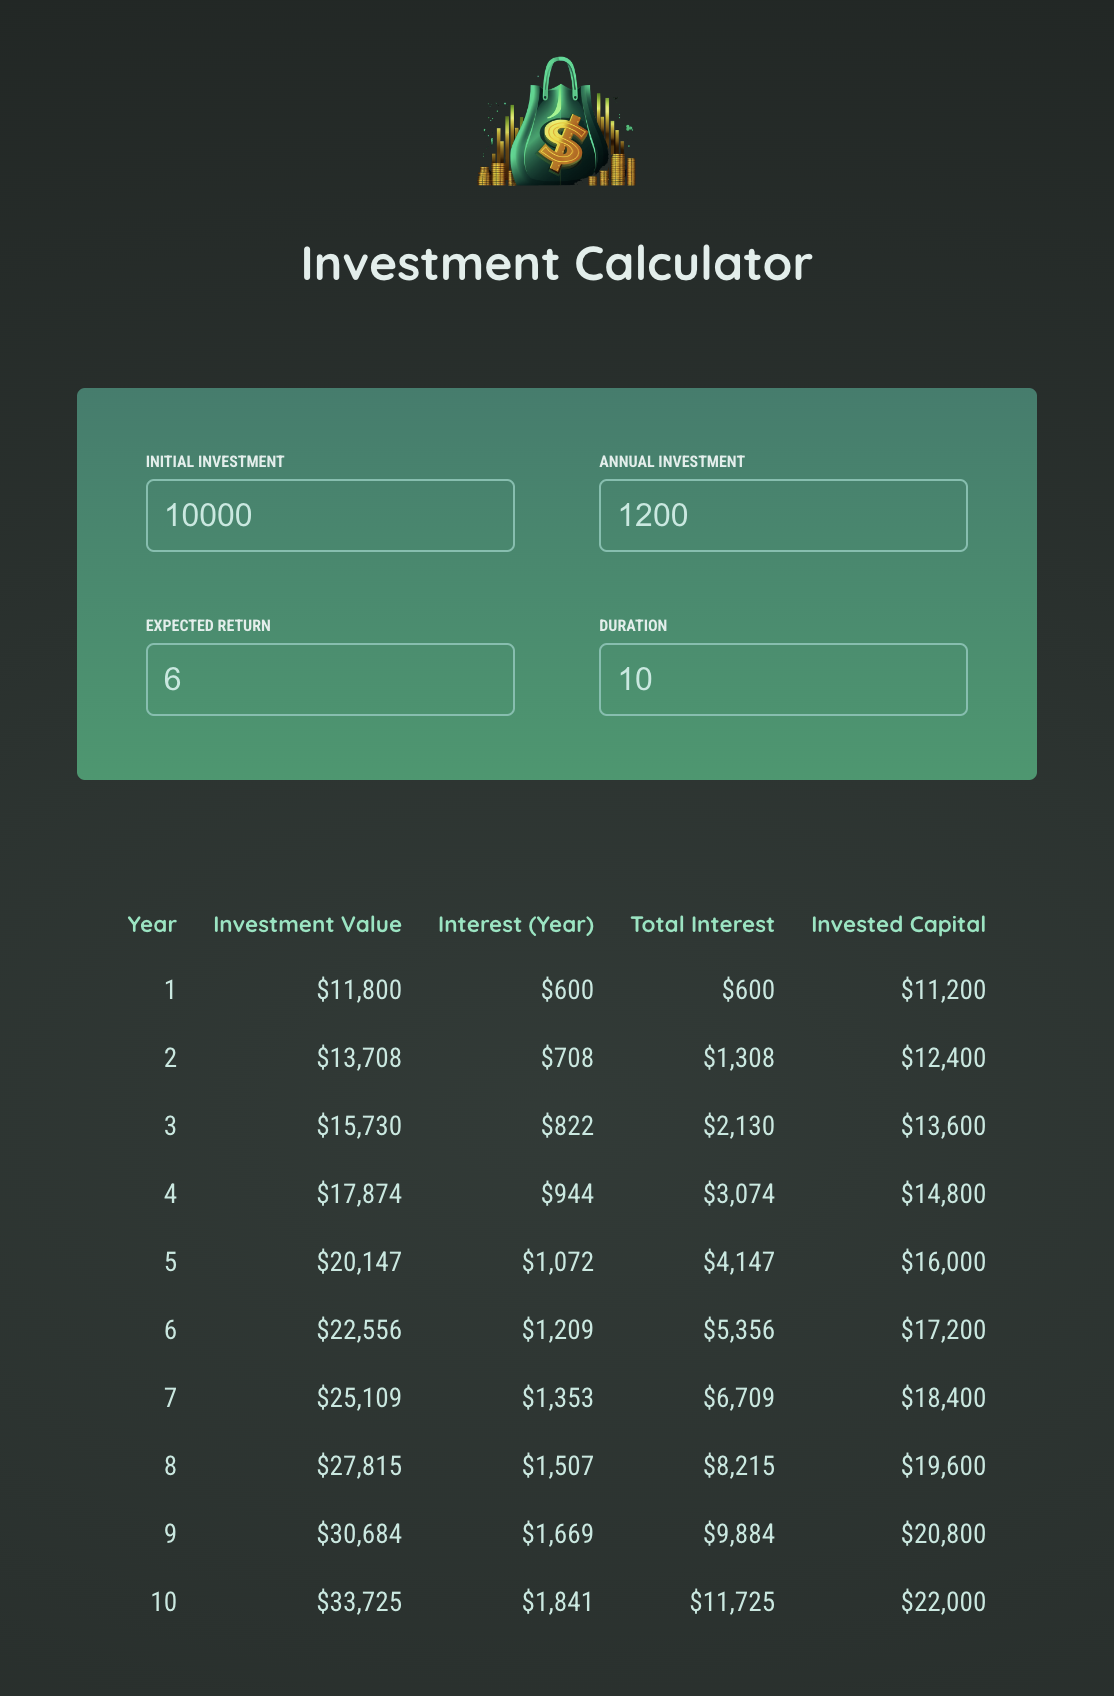 $
Investment Calculator
INITIAL INVESTMENT ANNUAL INVESTMENT
10000 1200
EXPECTED RETURN DURATION
6 10
Year Investment Value Interest (Year) Total Interest Invested Capital
1 $11,800 $600 $600 $11,200
2 $13,708 $708 $1,308 $12,400
3 $15,730 $822 $2,130 $13,600
4 $17,874 $944 $3,074 $14,800
5 $20,147 $1,072 $4,147 $16,000
6 $22,556 $1,209 $5,356 $17,200
7 $25,109 $1,353 $6,709 $18,400
8 $27,815 $1,507 $8,215 $19,600
9 $30,684 $1,669 $9,884 $20,800
10 $33,725 $1,841 $11,725 $22,000